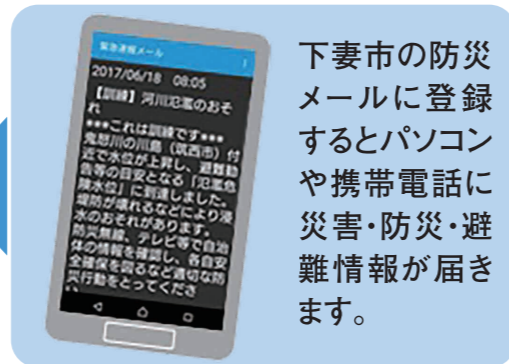 緊急速報メール
2017/06/18 08:05
【訓練】河川氾濫のおそ
れ
***これは訓練です***
鬼怒川の川島（筑西市）付
近で水位が上昇し、避難勧
告等の目安となる「氾濫危
険水位」に到達しました。
堤防が壊れるなどにより浸
水のおそれがあります。
防災無線、テレビ等で自治
体の情報を確認し、各自安
全確保を図るなど適切な防
災行動をとってくださ
下妻市の防災
メールに登録
するとパソコン
や携帯電話に
災害・防災・避
難情報が届き
ます。